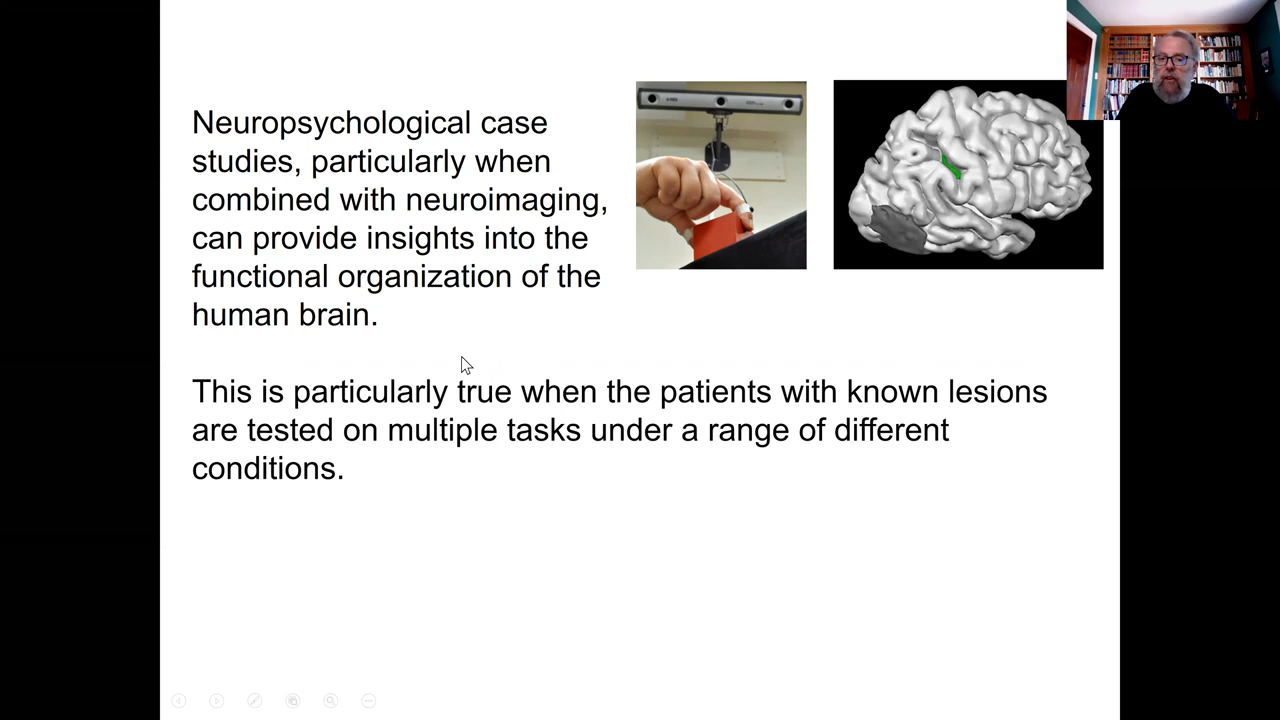 Neuropsychological case
studies, particularly when
combined with neuroimaging,
can provide insights into the
functional organization of the
human brain.
This is particularly true when the patients with known lesions
are tested on multiple tasks under a range of different
conditions.